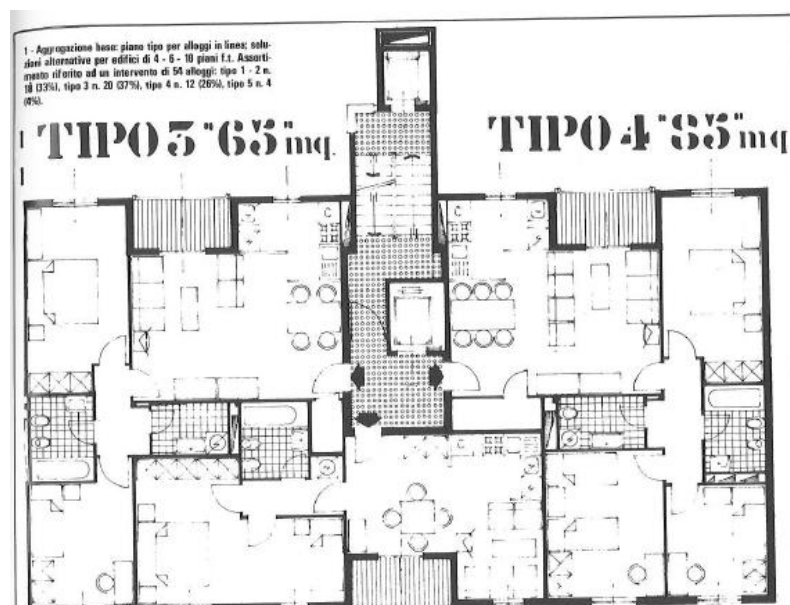 1 - Aggregazione base: piano tipo per alloggi in linea; solu-
zioni alternative per edifici di 4 - 6 - 10 piani f.t. Assorti-
mento riferito ad un intervento di 54 alloggi: tipo 1 - 2 n.
18 (33%), tipo 3 n. 20 (37%), tipo 4 n. 12 (26%), tipo 5 n. 4
(4%).
TIPO 3 "65" mq.
TIPO 4 "85" mq
C
C